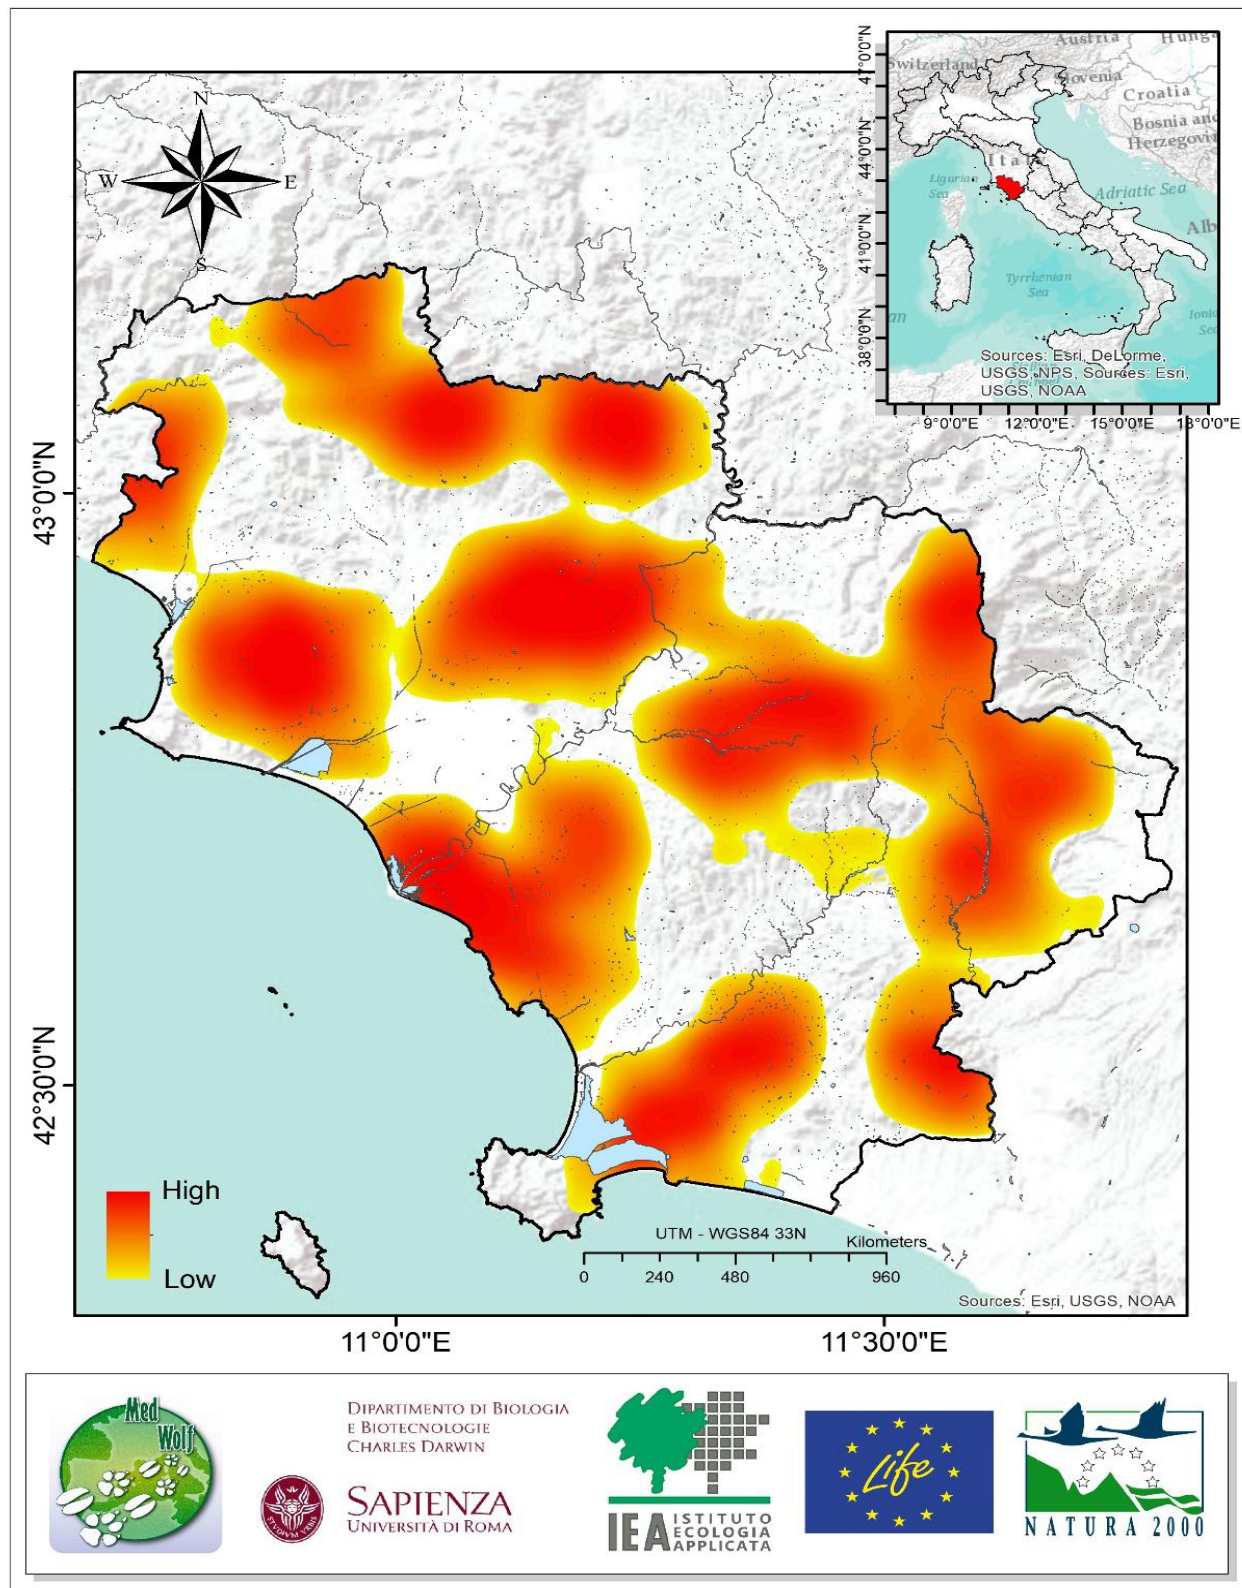 N
W
E
S
47°0'0"N
44°0'0"N
41°0'0"N
38°0'0"N
Switzerland
Austria
Slovenia
Croatia
Bosnia and
Herzegovi
Ligurian
Sea
Adriatic Sea
Tyrrhenian
Sea
Sources: Esri, DeLorme,
USGS, NPS, Sources: Esri,
USGS, NOAA
9°0'0"E
12°0'0"E
15°0'0"E
18°0'0"E
43°0'0"N
42°30'0"N
High
Low
UTM - WGS84 33N
Kilometers
0 240 480 960
Sources: Esri, USGS, NOAA
11°0'0"E
11°30'0"E
Med
Wolf
DIPARTIMENTO DI BIOLOGIA
E BIOTECNOLOGIE
CHARLES DARWIN
STVDIVM VRBIS
SAPIENZA
UNIVERSITÀ DI ROMA
IEA
ISTITUTO
ECOLOGIA
APPLICATA
Life
NATURA 2000